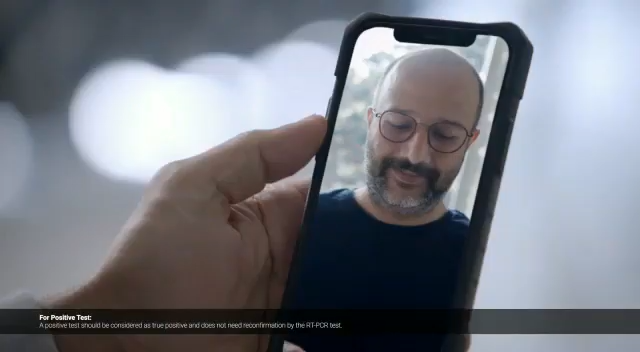 For Positive Test:
A positive test should be considered as true positive and does not need reconfirmation by the RT-PCR test.